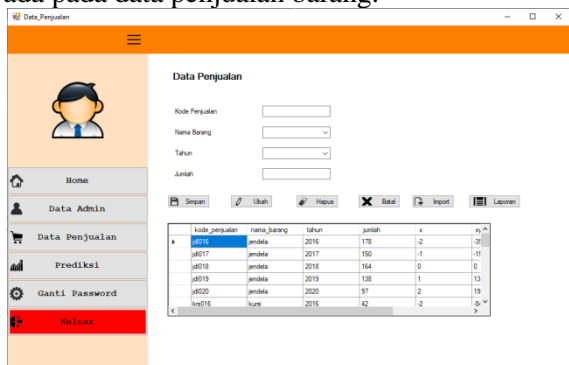 ada pada data penjualan barang.
Data_Penjualan
Data Penjualan
Kode Penjualan
Nama Barang
Tahun
Jumlah
Home
Data Admin
Data Penjualan
Prediksi
Ganti Password
Keluar
Simpan Ubah Hapus Batal Import Laporan
kode_penjualan nama_barang tahun jumlah x
jdl016 jendela 2016 178 -2
jdl017 jendela 2017 150 -1
jdl018 jendela 2018 164 0 0
jdl019 jendela 2019 138 1 13
jdl020 jendela 2020 97 2 19
krs016 kursi 2016 42 -2